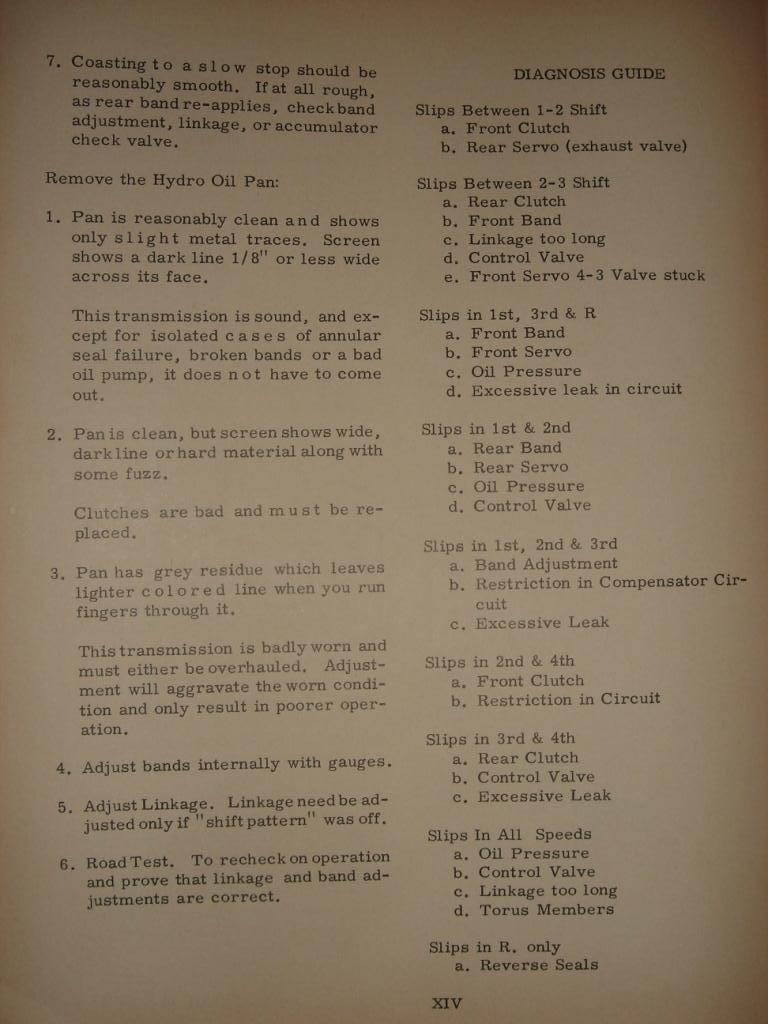 7. Coasting to a slow stop should be
reasonably smooth. If at all rough,
as rear band re-applies, check band
adjustment, linkage, or accumulator
check valve.
Remove the Hydro Oil Pan:
1. Pan is reasonably clean and shows
only slight metal traces. Screen
shows a dark line 1/8" or less wide
across its face.
This transmission is sound, and ex-
cept for isolated cases of annular
seal failure, broken bands or a bad
oil pump, it does not have to come
out.
2. Pan is clean, but screen shows wide,
dark line or hard material along with
some fuzz.
Clutches are bad and must be re-
placed.
3. Pan has grey residue which leaves
lighter colored line when you run
fingers through it.
This transmission is badly worn and
must either be overhauled. Adjust-
ment will aggravate the worn condi-
tion and only result in poorer oper-
ation.
4. Adjust bands internally with gauges.
5. Adjust Linkage. Linkage need be ad-
justed only if "shift pattern" was off.
6. Road Test. To recheck on operation
and prove that linkage and band ad-
justments are correct.
DIAGNOSIS GUIDE
Slips Between 1-2 Shift
a. Front Clutch
b. Rear Servo (exhaust valve)
Slips Between 2-3 Shift
a. Rear Clutch
b. Front Band
c. Linkage too long
d. Control Valve
e. Front Servo 4-3 Valve stuck
Slips in 1st, 3rd & R
a. Front Band
b. Front Servo
c. Oil Pressure
d. Excessive leak in circuit
Slips in 1st & 2nd
a. Rear Band
b. Rear Servo
c. Oil Pressure
d. Control Valve
Slips in 1st, 2nd & 3rd
a. Band Adjustment
b. Restriction in Compensator Cir-
cuit
c. Excessive Leak
Slips in 2nd & 4th
a. Front Clutch
b. Restriction in Circuit
Slips in 3rd & 4th
a. Rear Clutch
b. Control Valve
c. Excessive Leak
Slips In All Speeds
a. Oil Pressure
b. Control Valve
c. Linkage too long
d. Torus Members
Slips in R. only
a. Reverse Seals
XIV